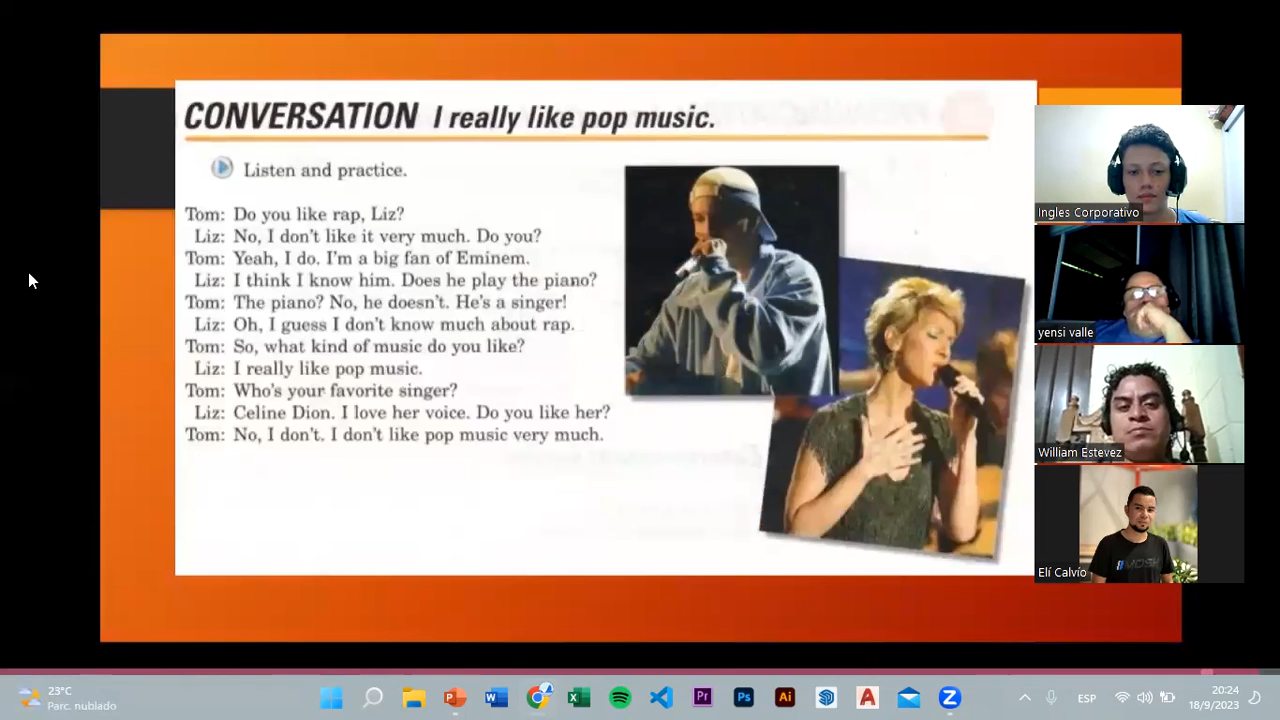 CONVERSATION I really like pop music.
Listen and practice.
Tom: Do you like rap, Liz?
Liz: No, I don't like it very much. Do you?
Tom: Yeah, I do. I'm a big fan of Eminem.
Liz: I think I know him. Does he play the piano?
Tom: The piano? No, he doesn't. He's a singer!
Liz: Oh, I guess I don't know much about rap.
Tom: So, what kind of music do you like?
Liz: I really like pop music.
Tom: Who's your favorite singer?
Liz: Celine Dion. I love her voice. Do you like her?
Tom: No, I don't. I don't like pop music very much.
Ingles Corporativo
yensi valle
William Estevez
Elí Calvío
23°C
Parc. nublado
ESP
20:24
18/9/2023